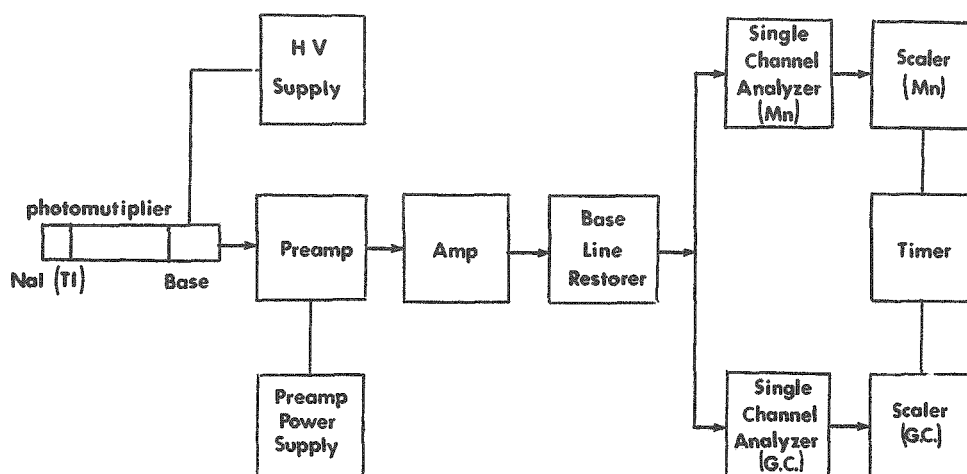 H V
Supply
Single
Channel
Analyzer
(Mn)
Scaler
(Mn)
photomutiplier
NaI (Tl)
Base
Preamp
Amp
Base
Line
Restorer
Timer
Preamp
Power
Supply
Single
Channel
Analyzer
(G.C.)
Scaler
(G.C.)